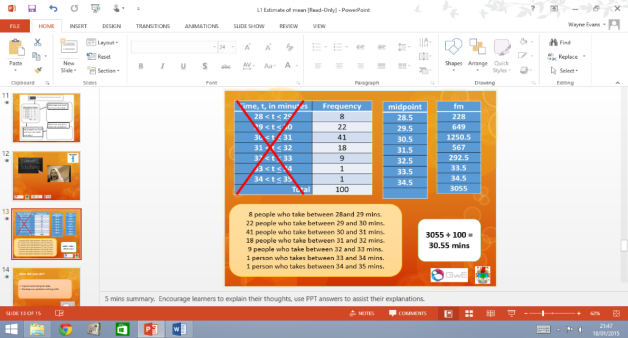 L1 Estimate of mean [Read-Only] - PowerPoint
Wayne Evans
FILE HOME INSERT DESIGN TRANSITIONS ANIMATIONS SLIDE SHOW REVIEW VIEW
Paste
New Slide
Layout
Reset
Section
Shapes Arrange Quick Styles
Find
Replace
Select
Clipboard Slides Font Paragraph Drawing Editing
11
12
13
14
Time, t, in minutes Frequency midpoint fm
28 < t < 29 8 28.5 228
29 < t < 30 22 29.5 649
30 < t < 31 41 30.5 1250.5
31 < t < 32 18 31.5 567
32 < t < 33 9 32.5 292.5
33 < t < 34 1 33.5 33.5
34 < t < 35 1 34.5 34.5
Total 100 3055
8 people who take between 28and 29 mins.
22 people who take between 29 and 30 mins.
41 people who take between 30 and 31 mins.
18 people who take between 31 and 32 mins.
9 people who take between 32 and 33 mins.
1 person who takes between 33 and 34 mins.
1 person who takes between 34 and 35 mins.
3055 ÷ 100 =
30.55 mins
GwE
5 mins summary. Encourage learners to explain their thoughts, use PPT answers to assist their explanations.
SLIDE 13 OF 15 NOTES COMMENTS 62%
21:47
18/01/2015